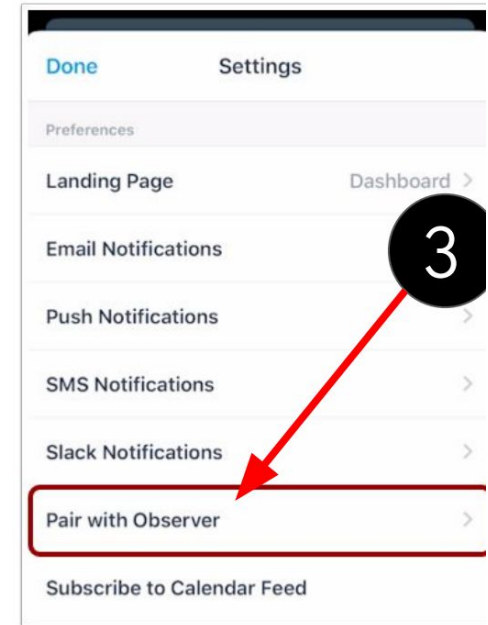 Done Settings
Preferences
Landing Page Dashboard
Email Notifications
3
Push Notifications
SMS Notifications
Slack Notifications
Pair with Observer
Subscribe to Calendar Feed